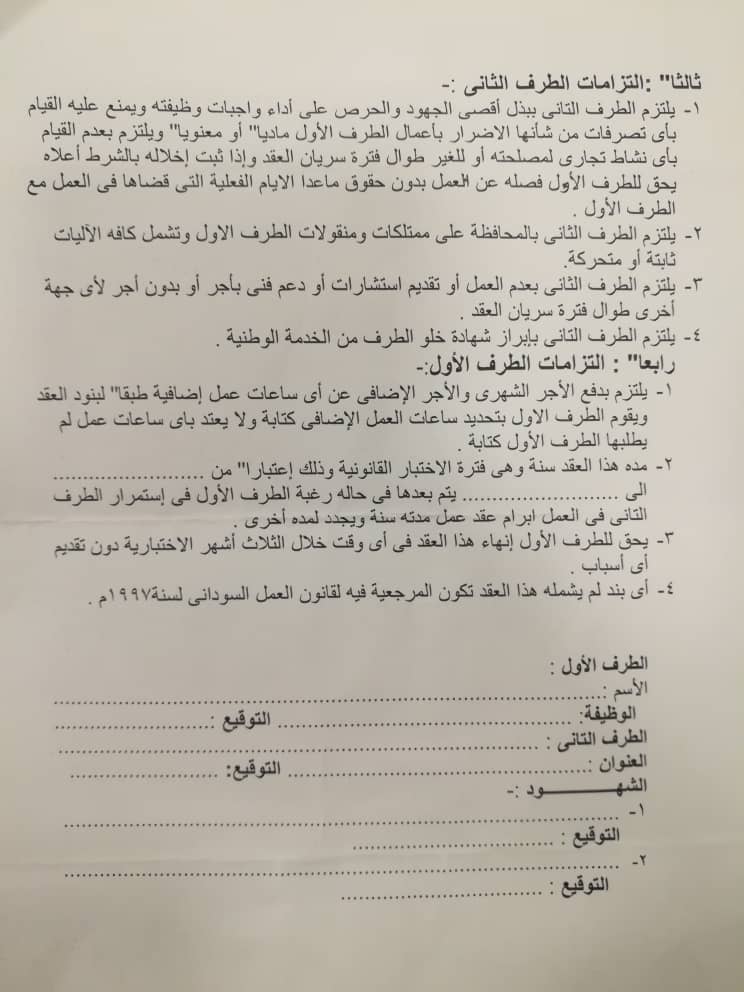 ثالثا" :التزامات الطرف الثانى :-
١- يلتزم الطرف الثانى ببذل أقصى الجهود والحرص على أداء واجبات وظيفته ويمنع عليه القيام
بأى تصرفات من شأنها الاضرار بأعمال الطرف الأول ماديا" أو معنويا" ويلتزم بعدم القيام
بأى نشاط تجارى لمصلحته أو للغير طوال فترة سريان العقد وإذا ثبت إخلاله بالشرط أعلاه
يحق للطرف الأول فصله عن العمل بدون حقوق ماعدا الايام الفعلية التى قضاها فى العمل مع
الطرف الأول .
٢- يلتزم الطرف الثانى بالمحافظة على ممتلكات ومنقولات الطرف الاول وتشمل كافه الآليات
ثابتة أو متحركة.
٣- يلتزم الطرف الثانى بعدم العمل أو تقديم استشارات أو دعم فنى بأجر أو بدون أجر لأى جهة
أخرى طوال فترة سريان العقد .
٤- يلتزم الطرف الثانى بإبراز شهادة خلو الطرف من الخدمة الوطنية .
رابعا" : التزامات الطرف الأول:-
١- يلتزم بدفع الأجر الشهرى والأجر الإضافى عن أى ساعات عمل إضافية طبقا" لبنود العقد
ويقوم الطرف الاول بتحديد ساعات العمل الإضافى كتابة ولا يعتد باى ساعات عمل لم
يطلبها الطرف الأول كتابة .
٢- مده هذا العقد سنة وهى فترة الاختبار القانونية وذلك إعتبارا" من ........................
الى ........................ يتم بعدها فى حاله رغبة الطرف الأول فى إستمرار الطرف
الثانى فى العمل ابرام عقد عمل مدته سنة ويجدد لمده أخرى .
٣- يحق للطرف الأول إنهاء هذا العقد فى أى وقت خلال الثلاث أشهر الاختبارية دون تقديم
أى أسباب .
٤- أى بند لم يشمله هذا العقد تكون المرجعية فيه لقانون العمل السودانى لسنة١٩٩٧م .
الطرف الأول :
الأسم :................................................................................
الوظيفة: ............................................ التوقيع :........................
الطرف الثانى : ........................................................................
العنوان :............................................ التوقيع: ........................
الشهـــــــــــود :-
١- ................................................................................
التوقيع : ..............................
٢- ................................................................................
التوقيع : ..............................